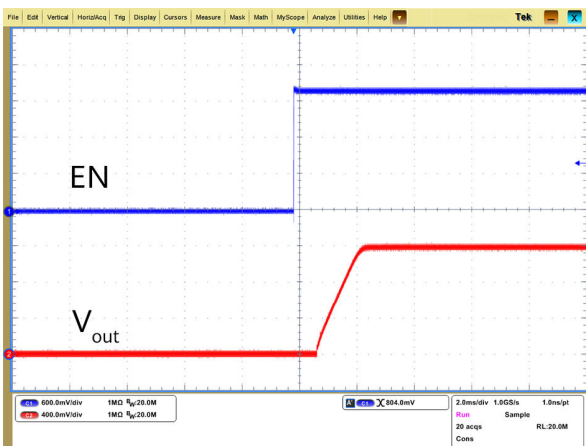 File Edit Vertical Horiz/Acq Trig Display Cursors Measure Mask Math MyScope Analyze Utilities Help Tek X
EN
1
Vout
2
C1 600.0mV/div 1MΩ BW:20.0M
C2 400.0mV/div 1MΩ BW:20.0M
A' C1 804.0mV
2.0ms/div 1.0GS/s 1.0ns/pt
Run Sample
20 acqs RL:20.0M
Cons